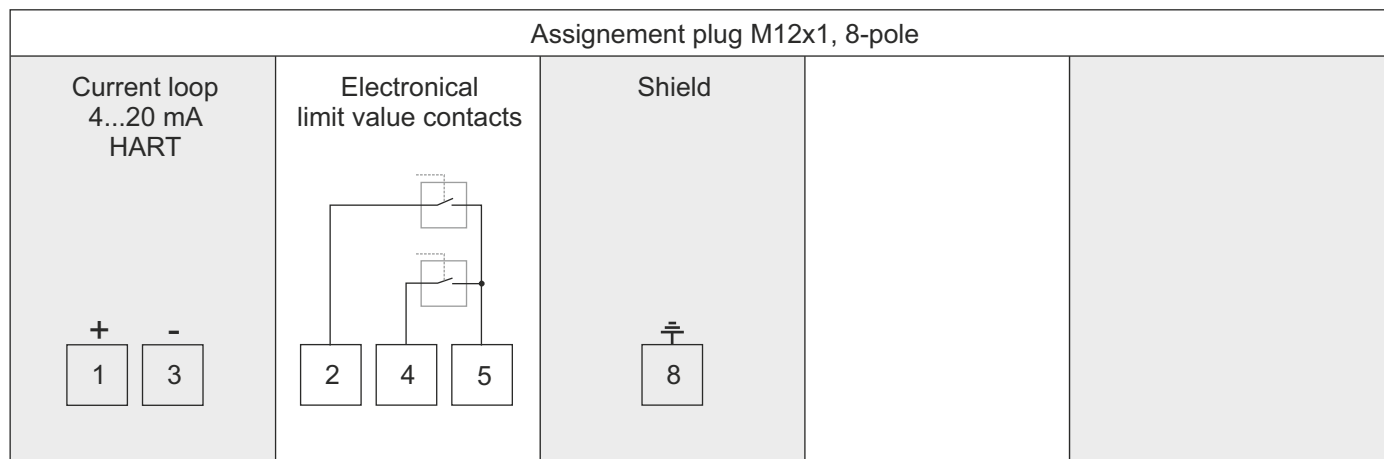 Assignement plug M12x1, 8-pole
Current loop
4...20 mA
HART
Electronical
limit value contacts
Shield
+ -
1 3
2 4 5
8